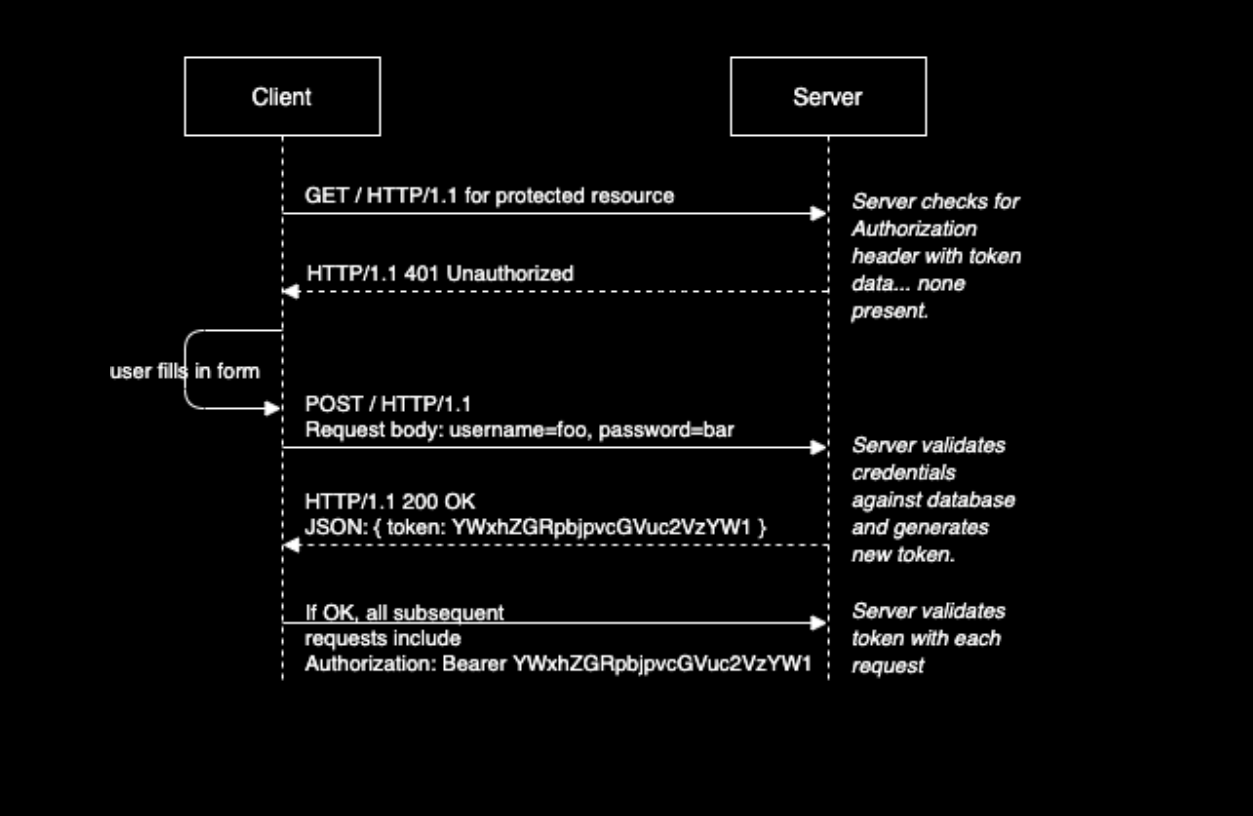 Client
Server
GET / HTTP/1.1 for protected resource
Server checks for
Authorization
header with token
data... none
present.
HTTP/1.1 401 Unauthorized
user fills in form
POST / HTTP/1.1
Request body: username=foo, password=bar
Server validates
credentials
against database
and generates
new token.
HTTP/1.1 200 OK
JSON: { token: YWxhZGRpbjpvcGVuc2VzYW1 }
If OK, all subsequent
requests include
Authorization: Bearer YWxhZGRpbjpvcGVuc2VzYW1
Server validates
token with each
request